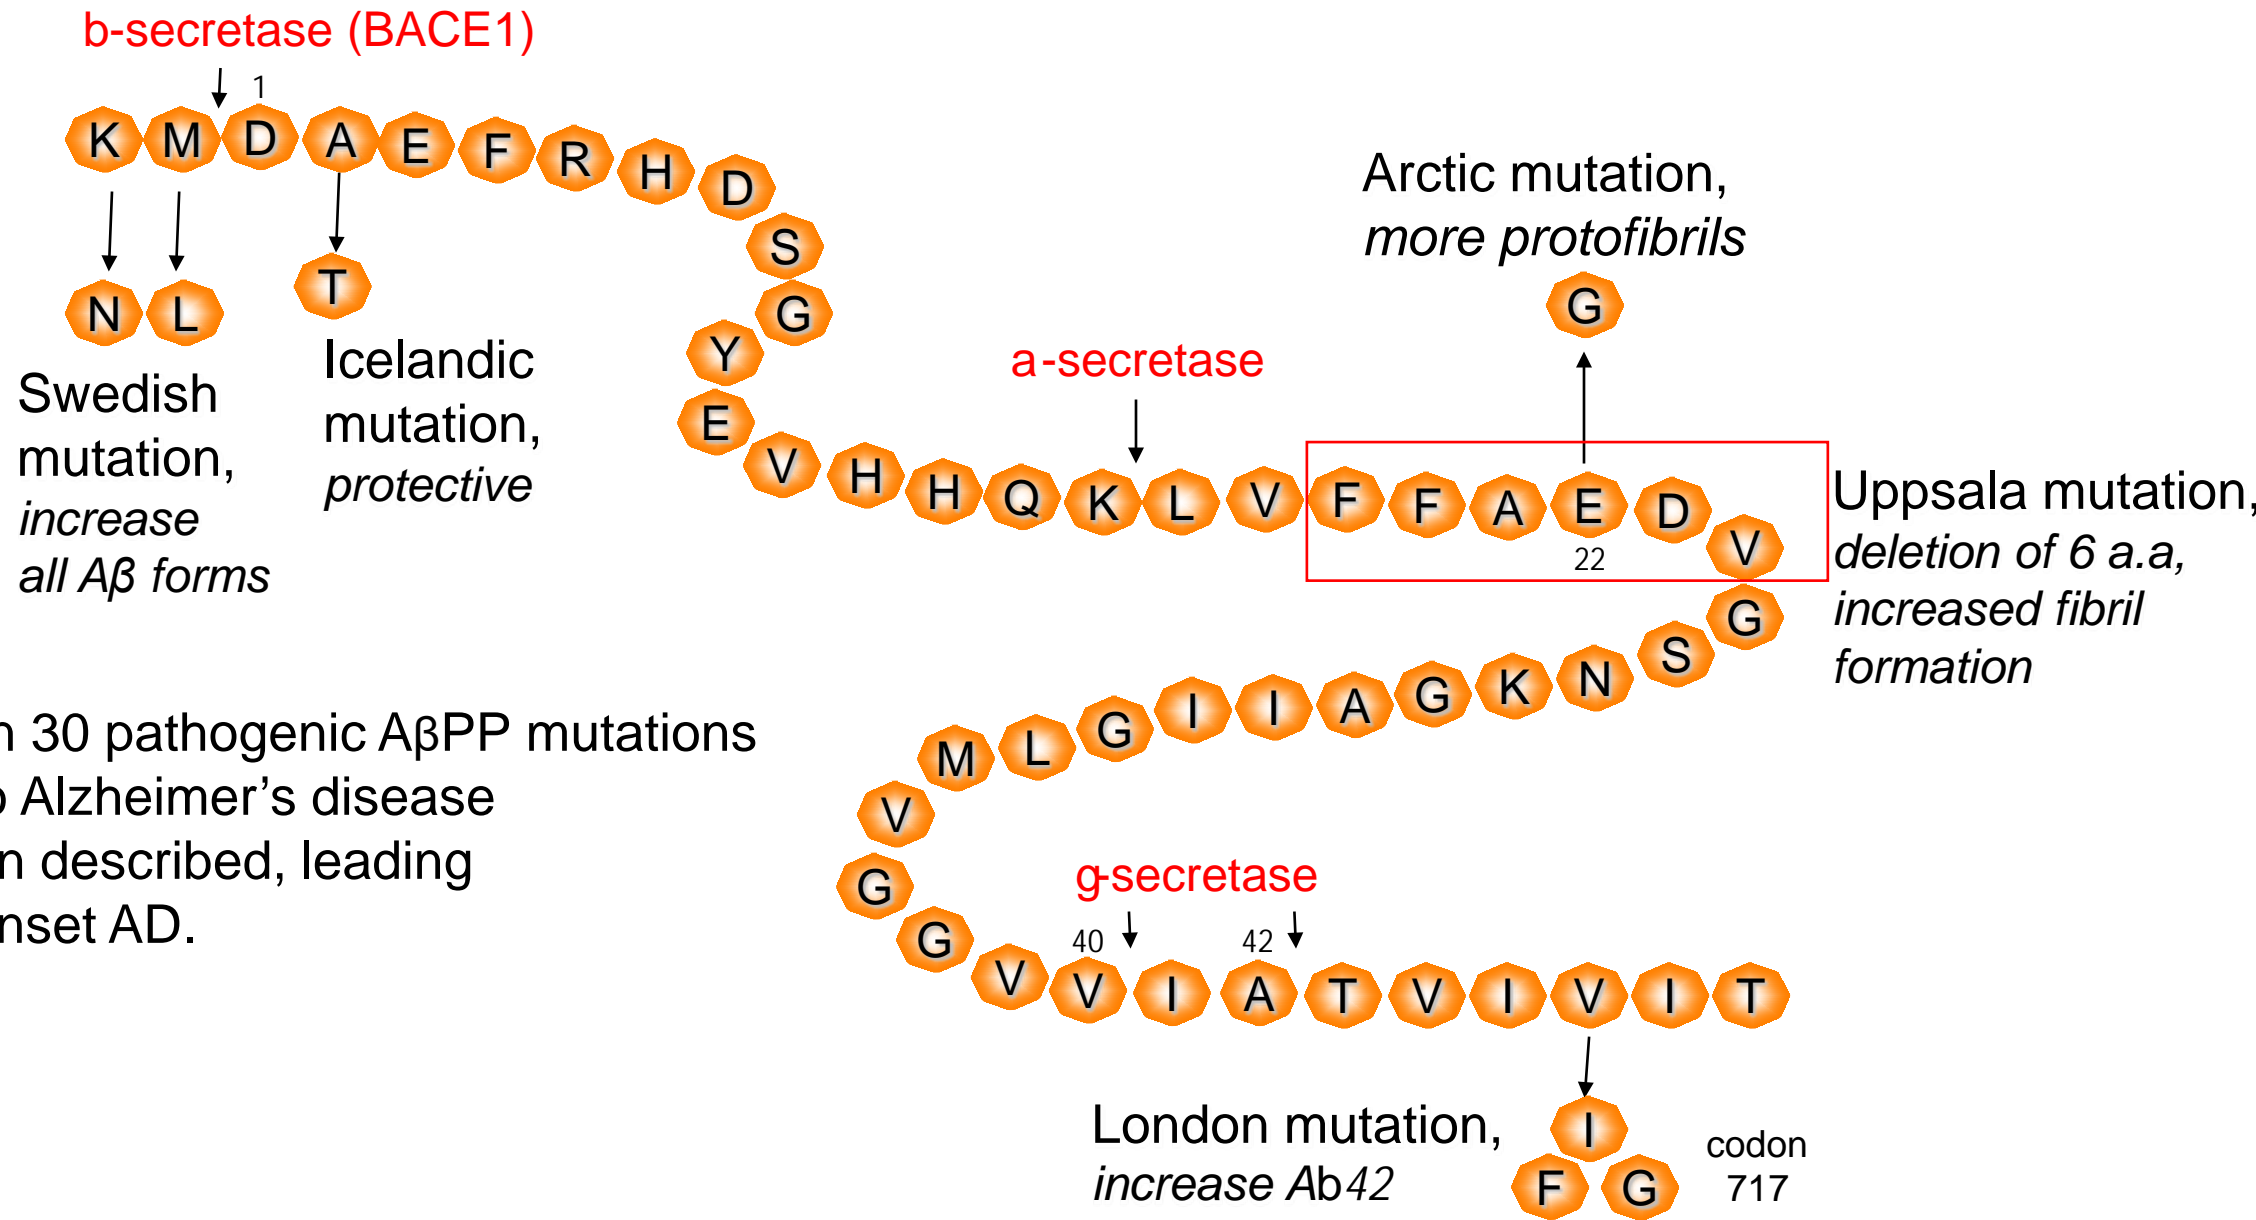 b-secretase (BACE1)
1
K M D A E F R H D
S
G
Y
E
V H H Q K L V F F A E D
V
22
G
S
N K G A I I G L M
V
G
G
V V I A T V I V I T
N L
T
Swedish
mutation,
increase
all Aβ forms
Icelandic
mutation,
protective
a-secretase
Arctic mutation,
more protofibrils
G
Uppsala mutation,
deletion of 6 a.a,
increased fibril
formation
30 pathogenic AβPP mutations
Alzheimer's disease
described, leading
AD.
g-secretase
40
42
London mutation,
increase Ab42
I
F G
codon
717